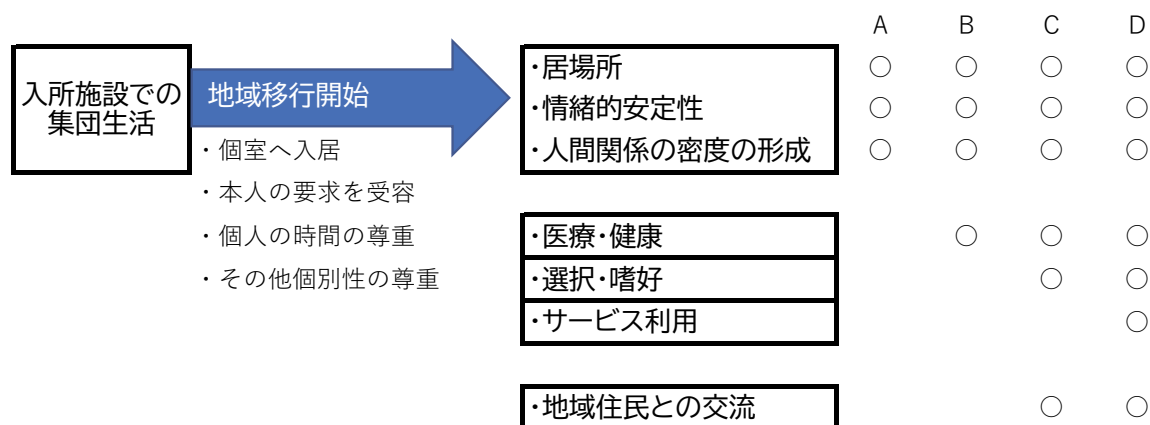 A B C D
入所施設での
集団生活
地域移行開始
・個室へ入居
・本人の要求を受容
・個人の時間の尊重
・その他個別性の尊重
・居場所 ○ ○ ○ ○
・情緒的安定性 ○ ○ ○ ○
・人間関係の密度の形成 ○ ○ ○ ○
・医療・健康 ○ ○ ○
・選択・嗜好 ○ ○
・サービス利用 ○
・地域住民との交流 ○ ○